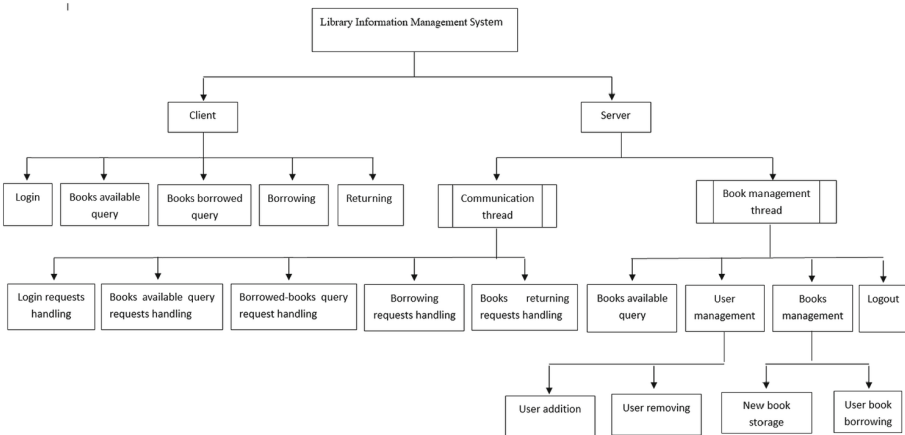 Library Information Management System
Client
Server
Login
Books available
query
Books borrowed
query
Borrowing
Returning
Communication
thread
Book management
thread
Login requests
handling
Books available query
requests handling
Borrowed-books query
request handling
Borrowing
requests handling
Books returning
requests handling
Books available
query
User
management
Books
management
Logout
User addition
User removing
New book
storage
User book
borrowing